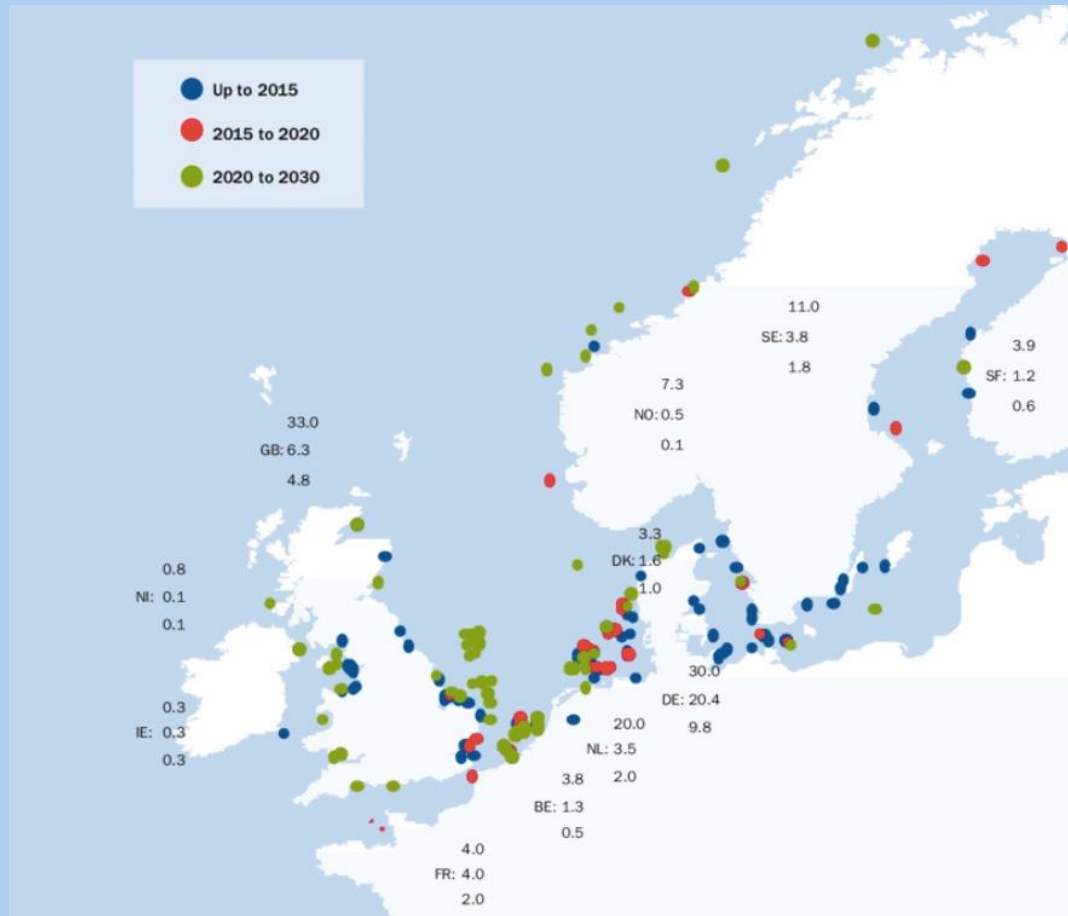 Up to 2015
2015 to 2020
2020 to 2030
11.0
SE: 3.8
1.8
3.9
SF: 1.2
0.6
7.3
NO: 0.5
0.1
33.0
GB: 6.3
4.8
3.3
DK: 1.6
1.0
0.8
NI: 0.1
0.1
30.0
DE: 20.4
9.8
0.3
IE: 0.3
0.3
20.0
NL: 3.5
2.0
3.8
BE: 1.3
0.5
4.0
FR: 4.0
2.0